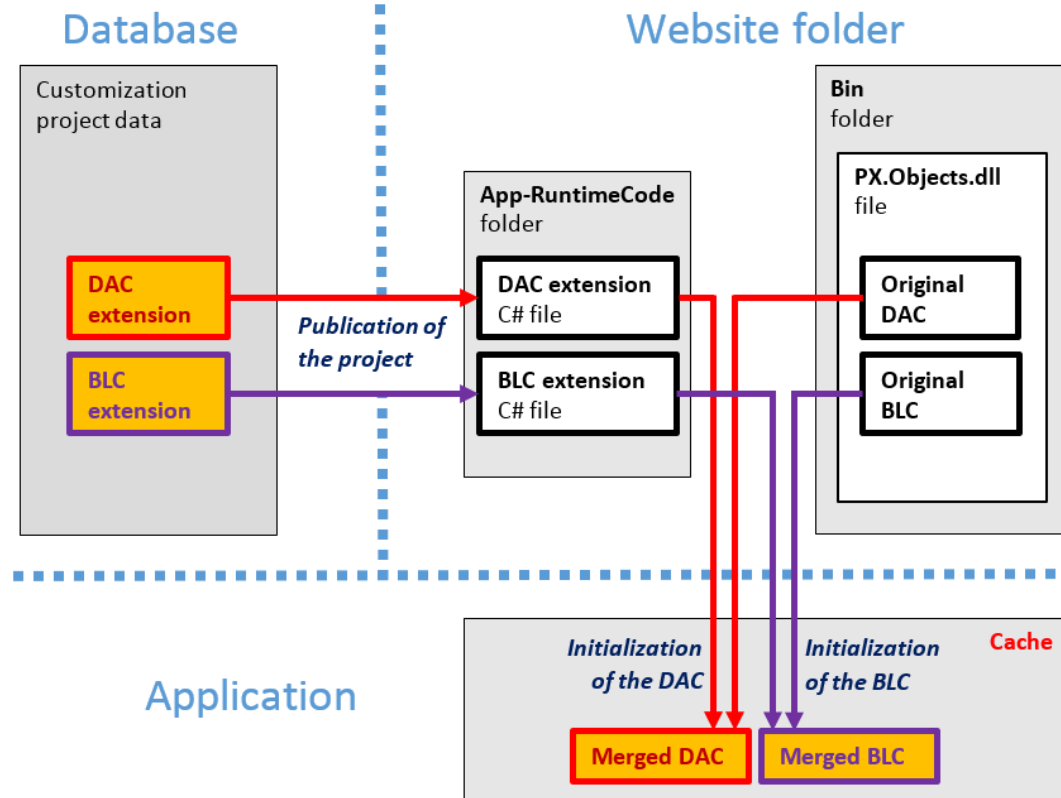 Database
Website folder
Customization
project data
Bin
folder
App-RuntimeCode
folder
PX.Objects.dll
file
DAC
extension
Publication of
the project
BLC
extension
DAC extension
C# file
BLC extension
C# file
Original
DAC
Original
BLC
Application
Cache
Initialization
of the DAC
Initialization
of the BLC
Merged DAC
Merged BLC